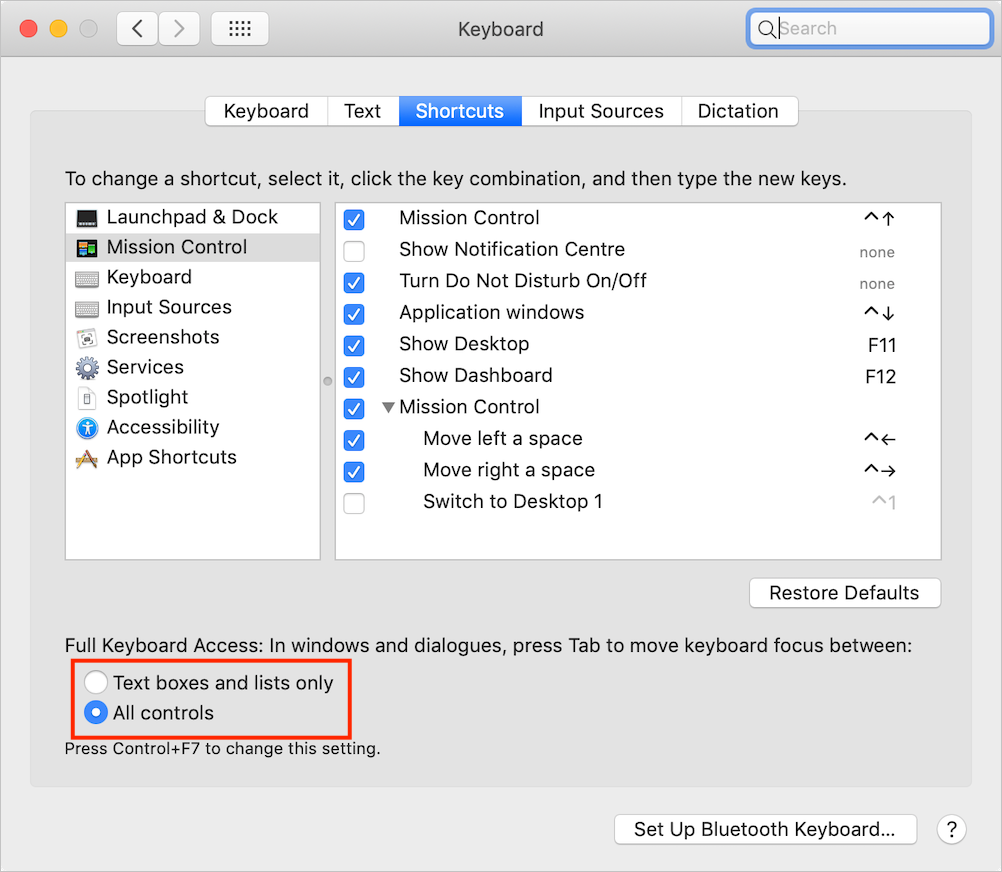 Keyboard
Search
Keyboard Text Shortcuts Input Sources Dictation
To change a shortcut, select it, click the key combination, and then type the new keys.
Launchpad & Dock
Mission Control
Keyboard
Input Sources
Screenshots
Services
Spotlight
Accessibility
App Shortcuts
Mission Control ^↑
Show Notification Centre none
Turn Do Not Disturb On/Off none
Application windows ^↓
Show Desktop F11
Show Dashboard F12
Mission Control
Move left a space ^←
Move right a space ^→
Switch to Desktop 1 ^1
Restore Defaults
Full Keyboard Access: In windows and dialogues, press Tab to move keyboard focus between:
Text boxes and lists only
All controls
Press Control+F7 to change this setting.
Set Up Bluetooth Keyboard... ?